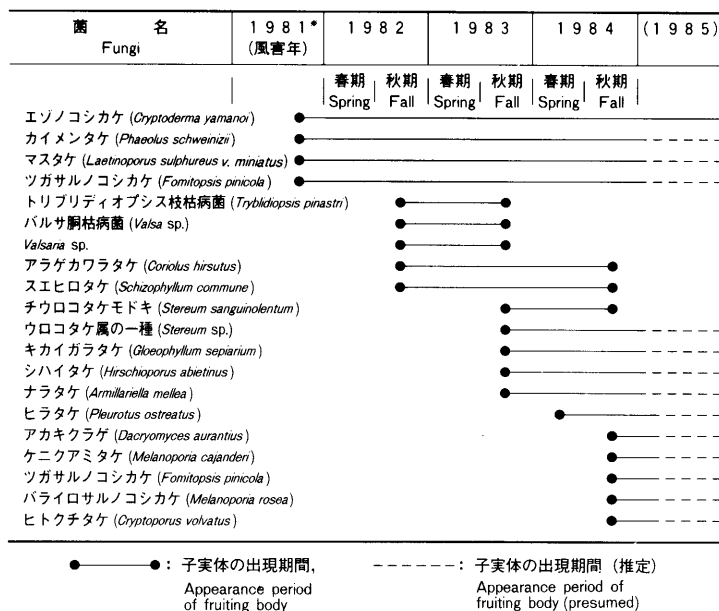 菌　　　名 １９８１* １９８２ １９８３ １９８４ (１９８５)
Fungi (風害年)
春期 秋期 春期 秋期 春期 秋期
Spring Fall Spring Fall Spring Fall
エゾノコシカケ (Cryptoderma yamanoi)
カイメンタケ (Phaeolus schweinizii)
マスタケ (Laetinoporus sulphureus v. miniatus)
ツガサルノコシカケ (Fomitopsis pinicola)
トリブリディオプシス枝枯病菌 (Tryblidiopsis pinastri)
バルサ胴枯病菌 (Valsa sp.)
Valsaria sp.
アラゲカワラタケ (Coriolus hirsutus)
スエヒロタケ (Schizophyllum commune)
チウロコタケモドキ (Stereum sanguinolentum)
ウロコタケ属の一種 (Stereum sp.)
キカイガラタケ (Gloeophyllum sepiarium)
シハイタケ (Hirschioporus abietinus)
ナラタケ (Armillariella mellea)
ヒラタケ (Pleurotus ostreatus)
アカキクラゲ (Dacryomyces aurantius)
ケニクアミタケ (Melanoporia cajanderi)
ツガサルノコシカケ (Fomitopsis pinicola)
バライロサルノコシカケ (Melanoporia rosea)
ヒトクチタケ (Cryptoporus volvatus)
：子実体の出現期間， ：子実体の出現期間（推定）
Appearance period Appearance period of
of fruiting body fruiting body (presumed)